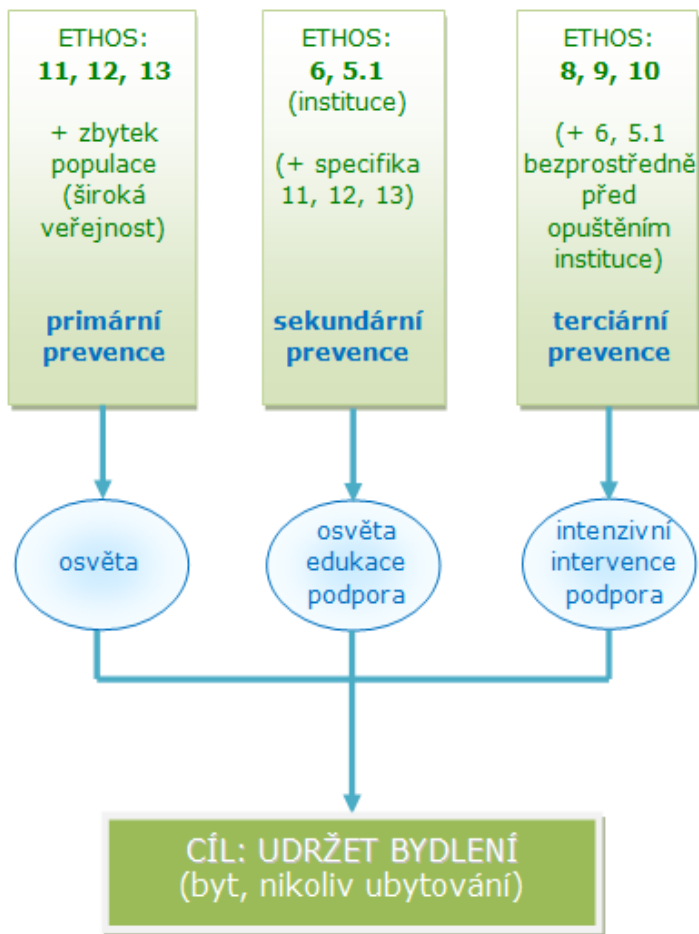 ETHOS:
11, 12, 13
+ zbytek
populace
(široká
veřejnost)
primární
prevence
ETHOS:
6, 5.1
(instituce)
(+ specifika
11, 12, 13)
sekundární
prevence
ETHOS:
8, 9, 10
(+ 6, 5.1
bezprostředně
před
opuštěním
instituce)
terciární
prevence
osvěta
osvěta
edukace
podpora
intenzivní
intervence
podpora
CÍL: UDRŽET BYDLENÍ
(byt, nikoliv ubytování)